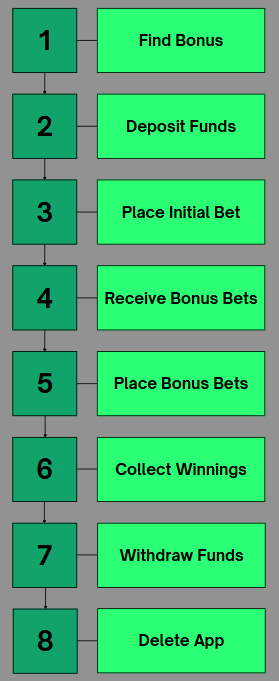 1 Find Bonus
2 Deposit Funds
3 Place Initial Bet
4 Receive Bonus Bets
5 Place Bonus Bets
6 Collect Winnings
7 Withdraw Funds
8 Delete App